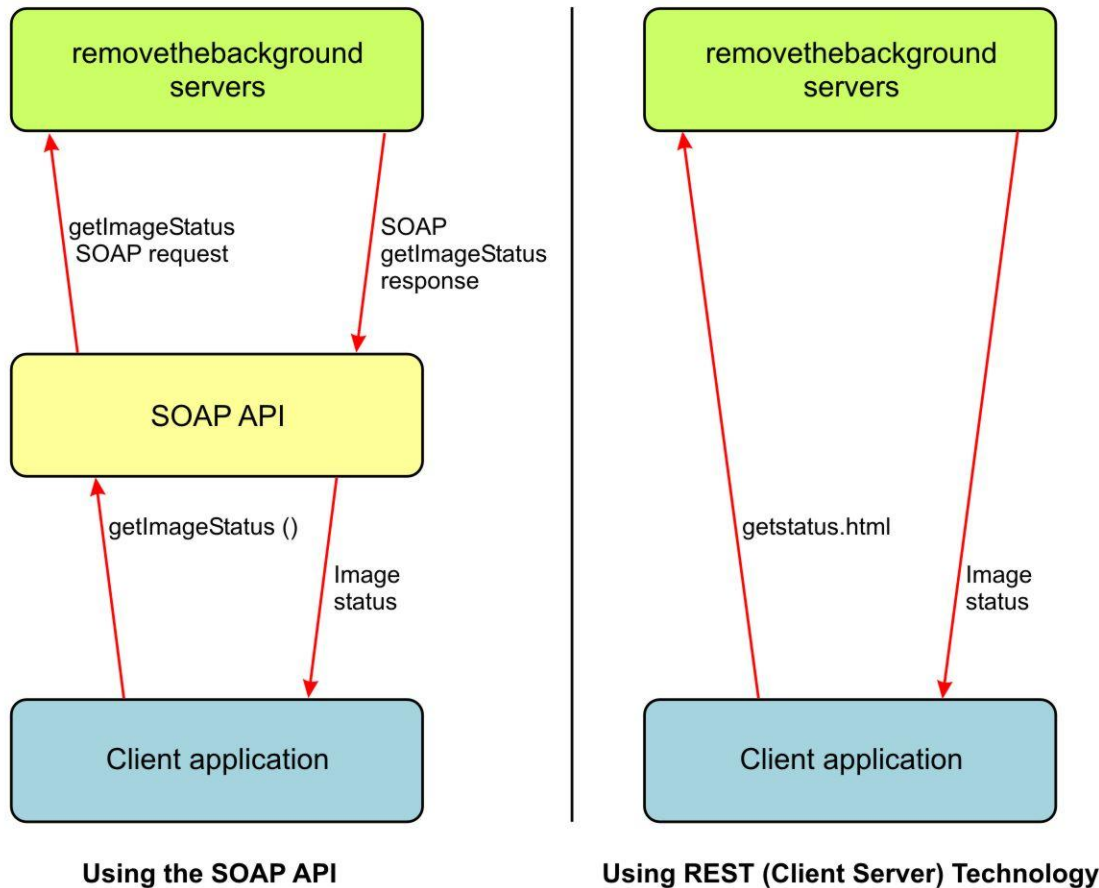 removethebackground
servers
getImageStatus
SOAP request
SOAP
getImageStatus
response
SOAP API
getImageStatus ()
Image
status
Client application
Using the SOAP API
removethebackground
servers
getstatus.html
Image
status
Client application
Using REST (Client Server) Technology